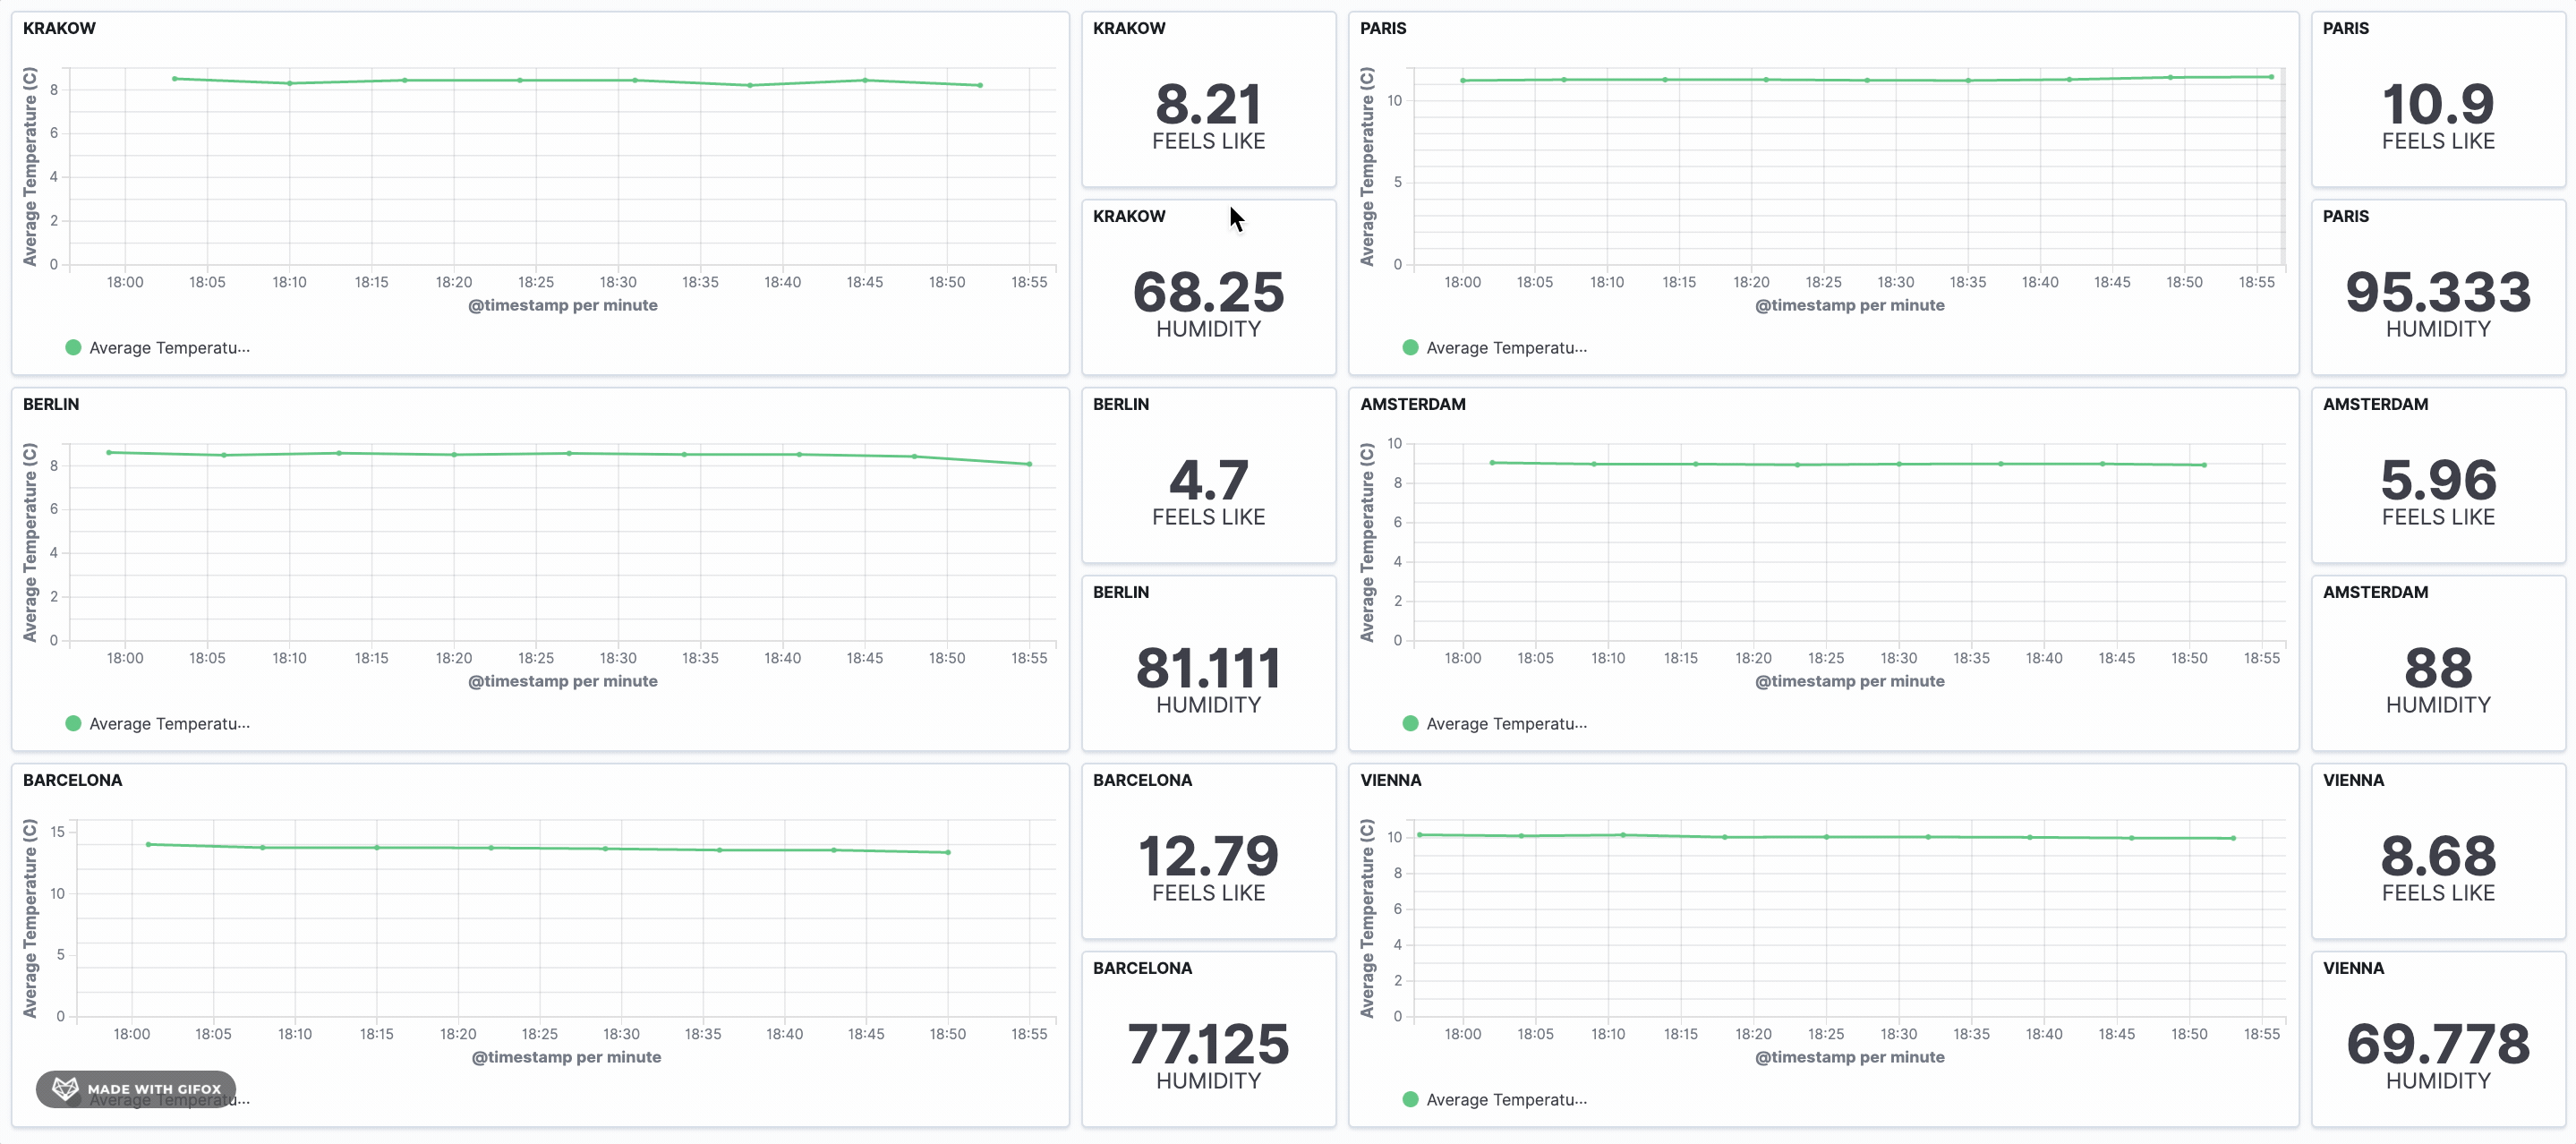 KRAKOW
Average Temperature (C)
8
6
4
2
0
18:00 18:05 18:10 18:15 18:20 18:25 18:30 18:35 18:40 18:45 18:50 18:55
@timestamp per minute
Average Temperatu...
KRAKOW
8.21
FEELS LIKE
KRAKOW
68.25
HUMIDITY
PARIS
Average Temperature (C)
10
5
0
18:00 18:05 18:10 18:15 18:20 18:25 18:30 18:35 18:40 18:45 18:50 18:55
@timestamp per minute
Average Temperatu...
PARIS
10.9
FEELS LIKE
PARIS
95.333
HUMIDITY
BERLIN
Average Temperature (C)
8
6
4
2
0
18:00 18:05 18:10 18:15 18:20 18:25 18:30 18:35 18:40 18:45 18:50 18:55
@timestamp per minute
Average Temperatu...
BERLIN
4.7
FEELS LIKE
BERLIN
81.111
HUMIDITY
AMSTERDAM
Average Temperature (C)
10
8
6
4
2
0
18:00 18:05 18:10 18:15 18:20 18:25 18:30 18:35 18:40 18:45 18:50 18:55
@timestamp per minute
Average Temperatu...
AMSTERDAM
5.96
FEELS LIKE
AMSTERDAM
88
HUMIDITY
BARCELONA
Average Temperature (C)
15
10
5
0
18:00 18:05 18:10 18:15 18:20 18:25 18:30 18:35 18:40 18:45 18:50 18:55
@timestamp per minute
MADE WITH GIFOX
Average Temperatu...
BARCELONA
12.79
FEELS LIKE
BARCELONA
77.125
HUMIDITY
VIENNA
Average Temperature (C)
10
8
6
4
2
0
18:00 18:05 18:10 18:15 18:20 18:25 18:30 18:35 18:40 18:45 18:50 18:55
@timestamp per minute
Average Temperatu...
VIENNA
8.68
FEELS LIKE
VIENNA
69.778
HUMIDITY